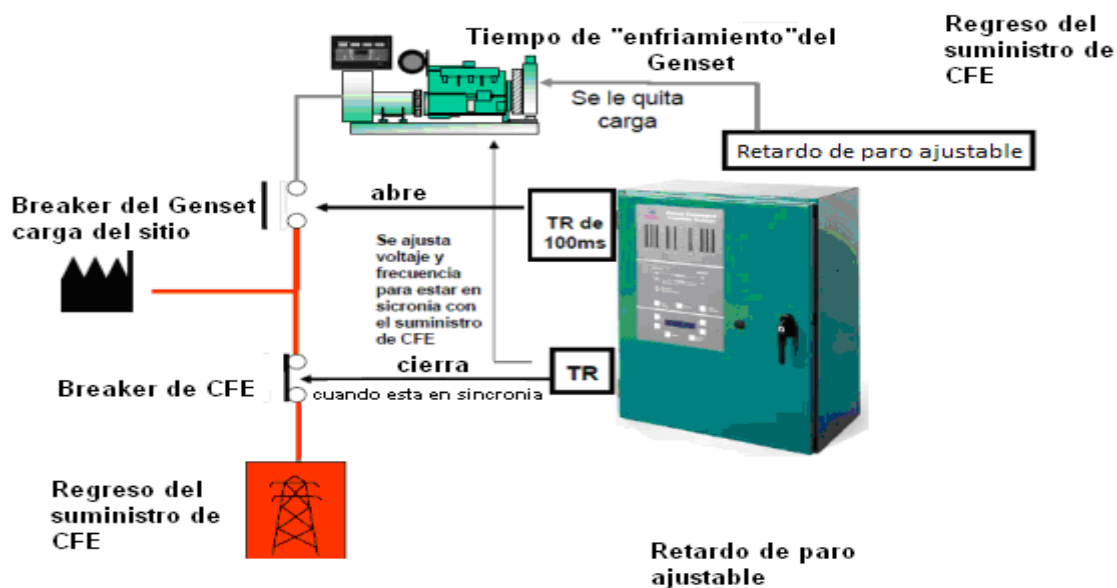 Tiempo de "enfriamiento"del
Genset
Regreso del
suministro de
CFE
Se le quita
carga
Retardo de paro ajustable
Breaker del Genset
carga del sitio
abre
TR de
100ms
Se ajusta
voltaje y
frecuencia
para estar en
sicronia con
el suministro
de CFE
cierra
TR
Breaker de CFE
cuando esta en sincronia
Regreso del
suministro de
CFE
Retardo de paro
ajustable